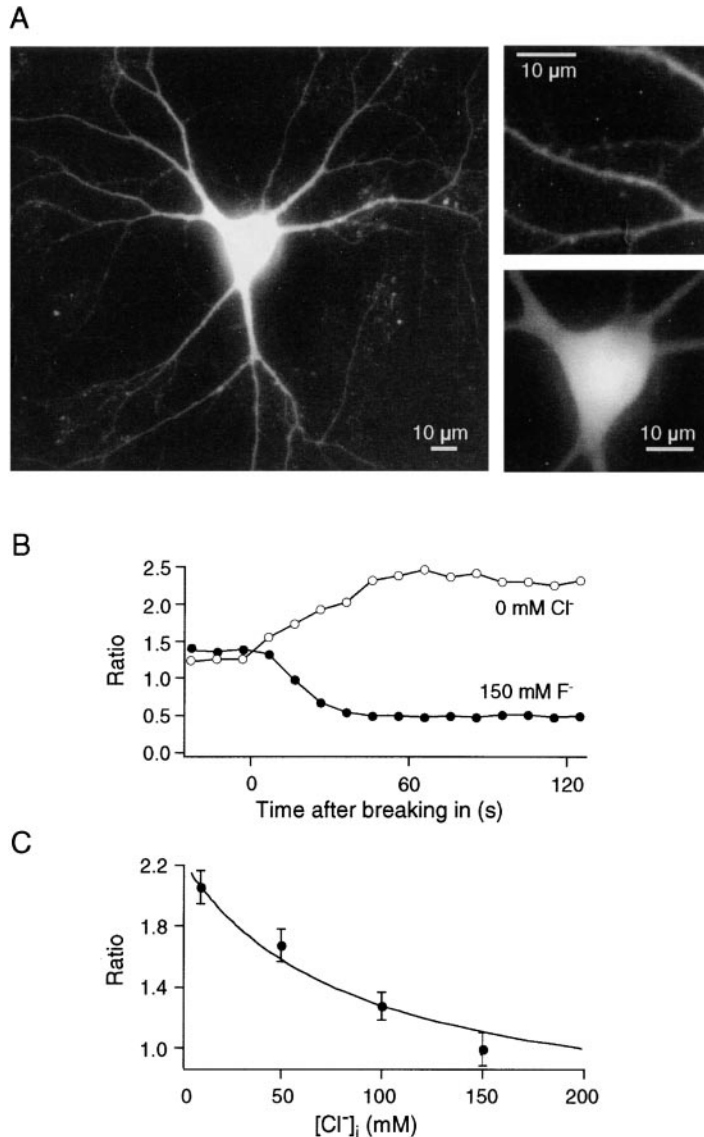 A
10 µm
10 µm
10 µm
B
2.5
2.0
1.5
1.0
0.5
0.0
Ratio
0 mM Cl⁻
150 mM F⁻
0
60
120
Time after breaking in (s)
C
2.2
1.8
1.4
1.0
Ratio
0
50
100
150
200
[Cl⁻]ᵢ (mM)